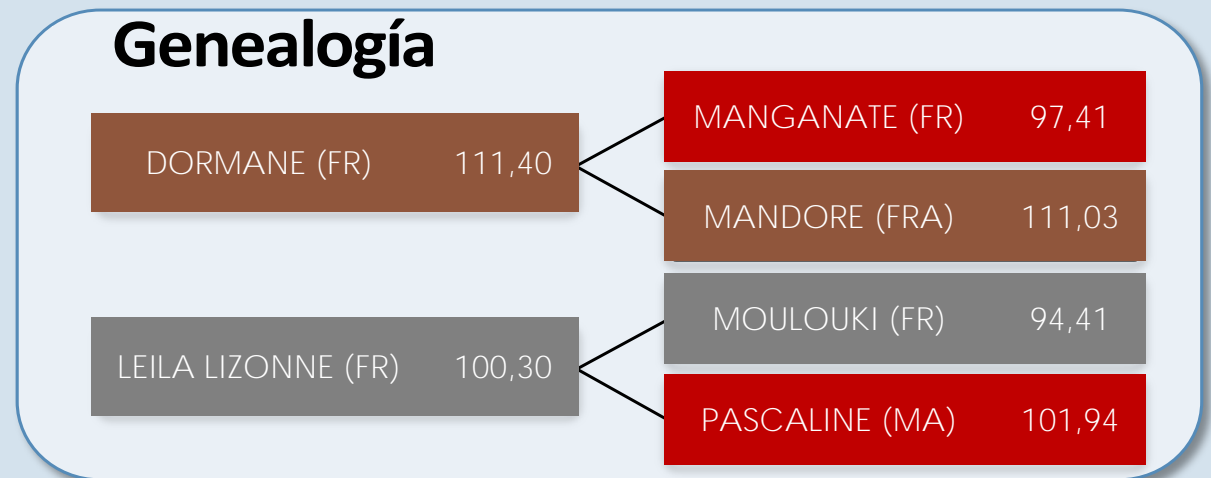 Genealogía
MANGANATE (FR) 97,41
DORMANE (FR) 111,40
MANDORE (FRA) 111,03
MOULOUKI (FR) 94,41
LEILA LIZONNE (FR) 100,30
PASCALINE (MA) 101,94